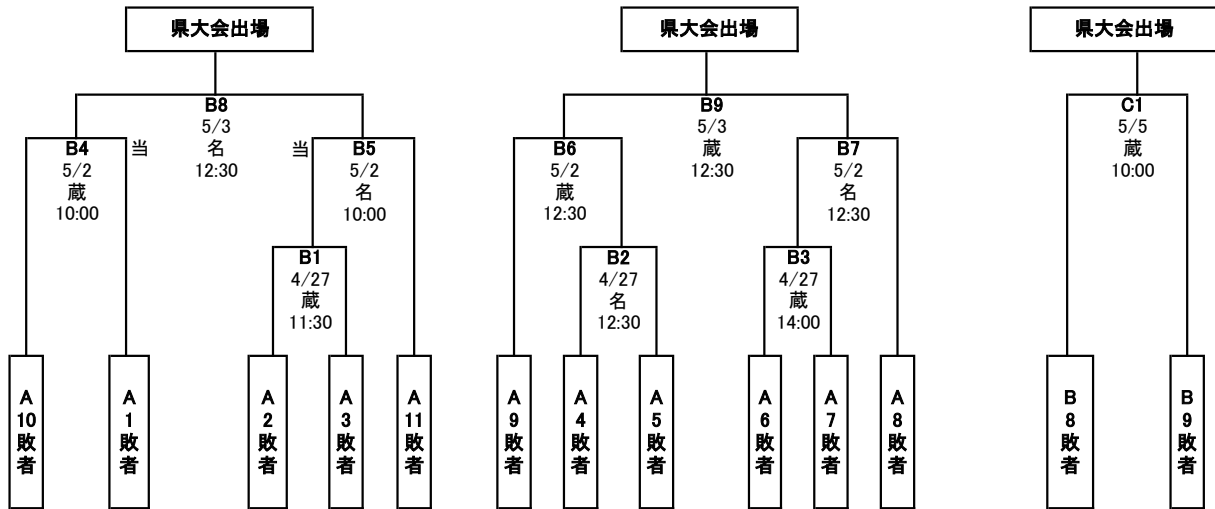 県大会出場
県大会出場
県大会出場
B8
5/3
名
12:30
B9
5/3
蔵
12:30
C1
5/5
蔵
10:00
B4
5/2
蔵
10:00
当
当
B5
5/2
名
10:00
B6
5/2
蔵
12:30
B7
5/2
名
12:30
B1
4/27
蔵
11:30
B2
4/27
名
12:30
B3
4/27
蔵
14:00
A10敗者
A1敗者
A2敗者
A3敗者
A11敗者
A9敗者
A4敗者
A5敗者
A6敗者
A7敗者
A8敗者
B8敗者
B9敗者